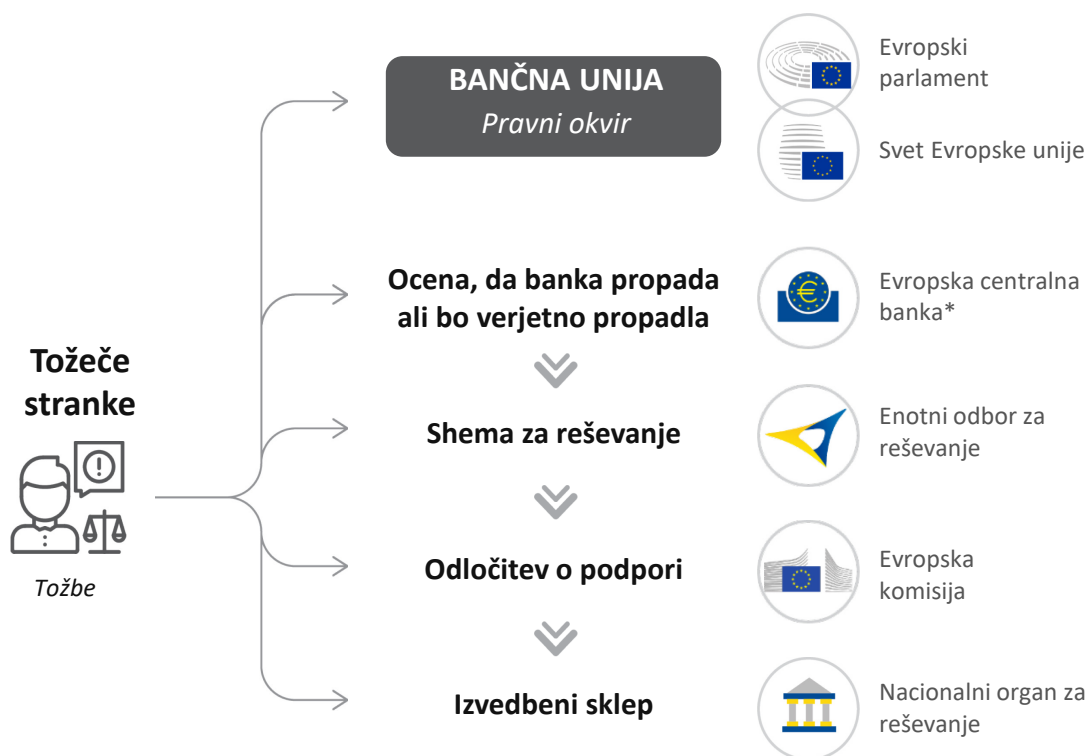 BANČNA UNIJA
Pravni okvir
Evropski
parlament
Svet Evropske unije
Ocena, da banka propada
ali bo verjetno propadla
Evropska centralna
banka*
Tožeče
stranke
Tožbe
Shema za reševanje
Enotni odbor za
reševanje
Odločitev o podpori
Evropska
komisija
Izvedbeni sklep
Nacionalni organ za
reševanje